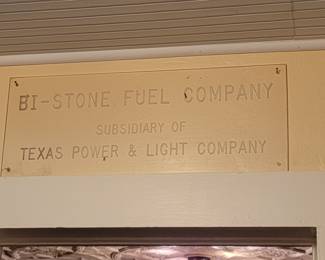 BI-STONE FUEL COMPANY
SUBSIDIARY OF
TEXAS POWER & LIGHT COMPANY